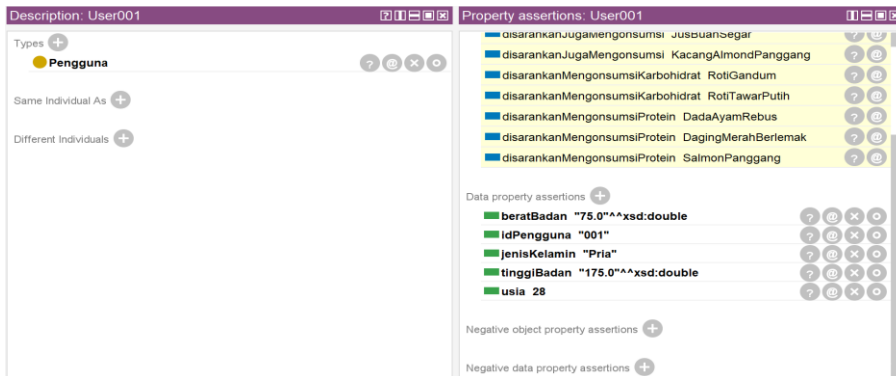 Description: User001
Types
Pengguna
Same Individual As
Different Individuals
Property assertions: User001
disarankanJugaMengonsumsi JusBuahSegar
disarankanJugaMengonsumsi KacangAlmondPanggang
disarankanMengonsumsiKarbohidrat RotiGandum
disarankanMengonsumsiKarbohidrat RotiTawarPutih
disarankanMengonsumsiProtein DadaAyamRebus
disarankanMengonsumsiProtein DagingMerahBerlemak
disarankanMengonsumsiProtein SalmonPanggang
Data property assertions
beratBadan "75.0"^^xsd:double
idPengguna "001"
jenisKelamin "Pria"
tinggiBadan "175.0"^^xsd:double
usia 28
Negative object property assertions
Negative data property assertions